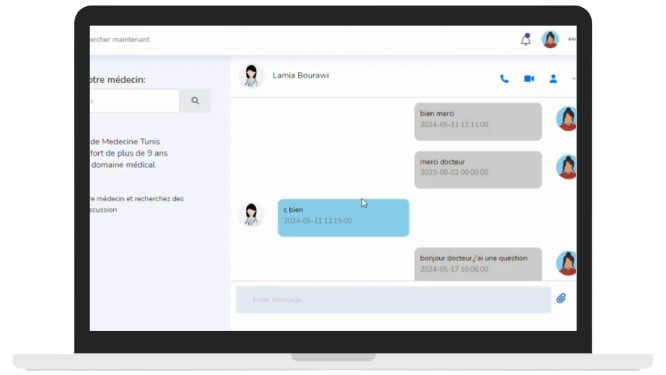 ercher maintenant
otre médecin:
de Medecine Tunis
fort de plus de 9 ans
domaine médical
re médecin et recherchez des
scussion
Lamia Bourawi
bien merci
2024-05-11 11:11:00
merci docteur
2023-08-02 00:00:00
c bien
2024-05-11 12:15:00
bonjour docteur,j'ai une question
2024-05-17 10:06:00
Enter Message...